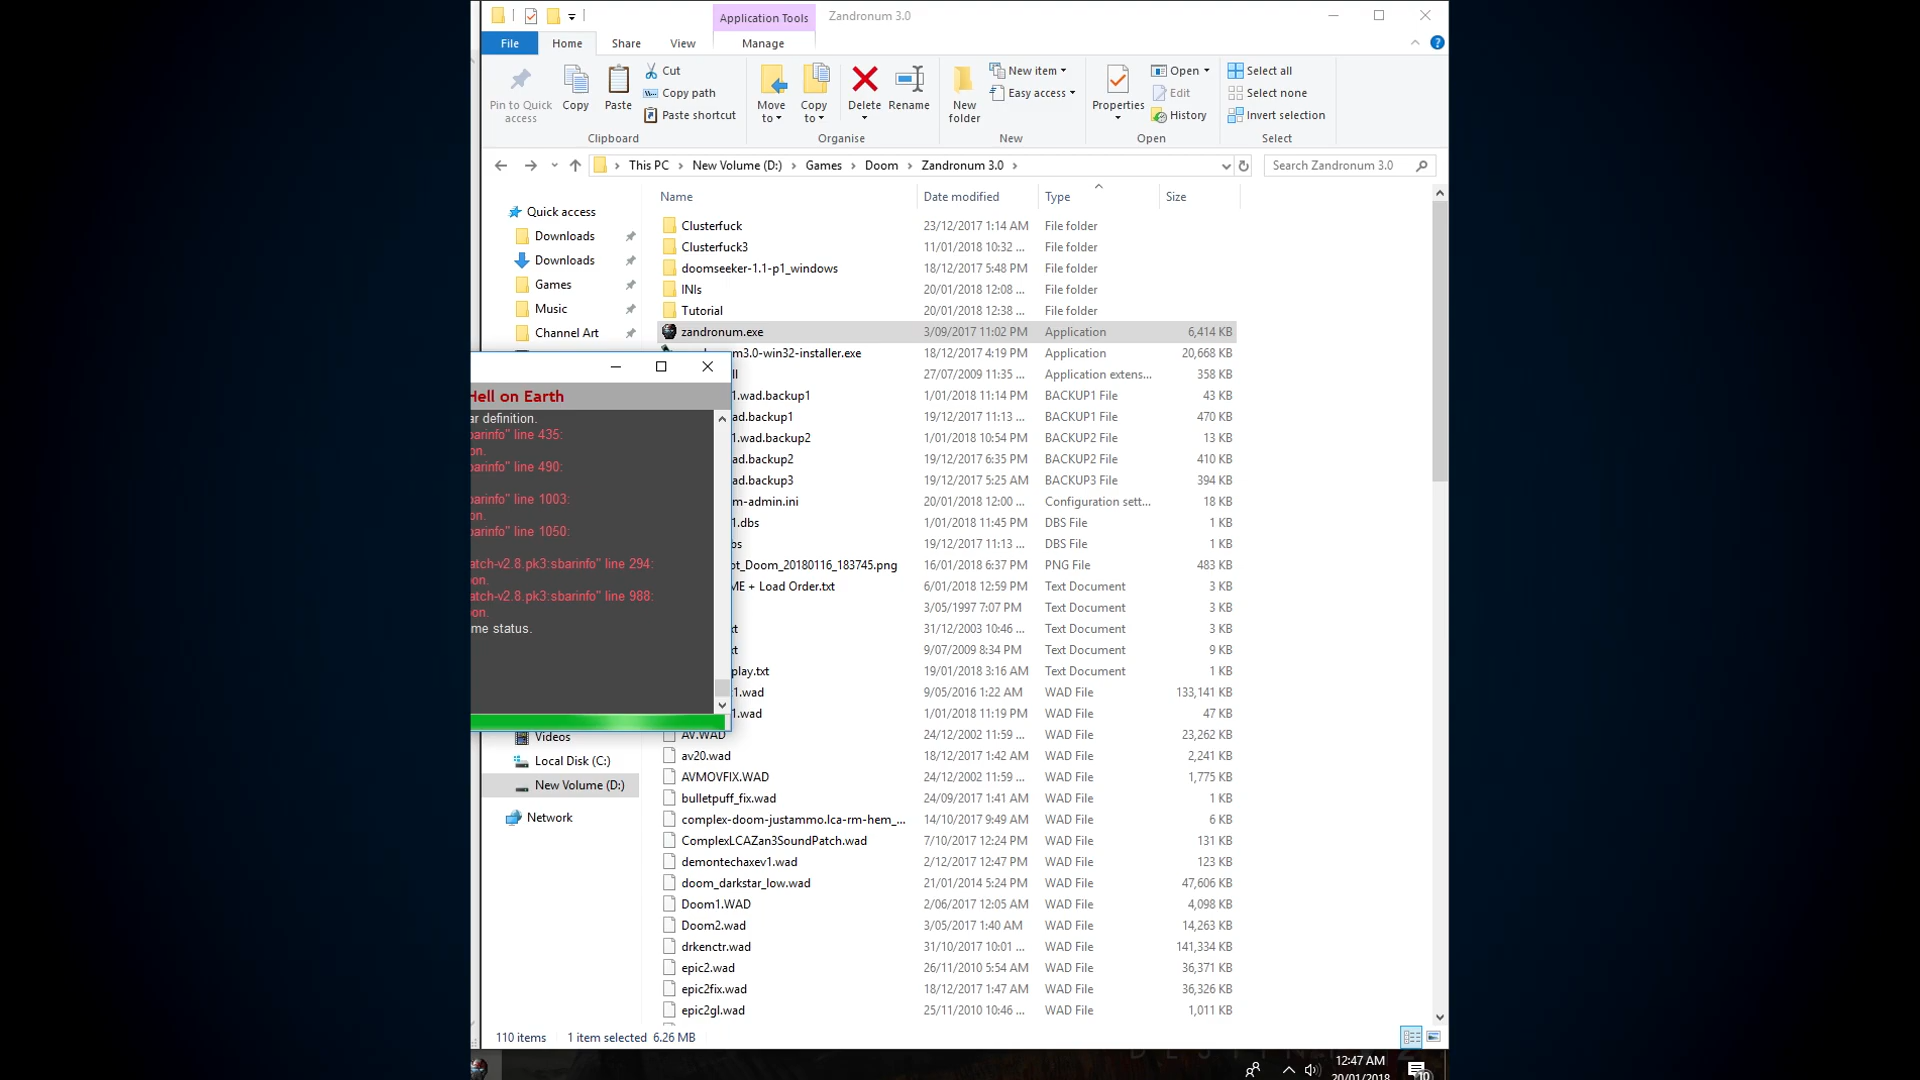 Application Tools
Zandronum 3.0
File
Home
Share
View
Manage
Pin to Quick
access
Copy
Paste
Cut
Copy path
Paste shortcut
Move
to
Copy
to
Delete
Rename
New
folder
New item
Easy access
Properties
Open
Edit
History
Select all
Select none
Invert selection
Clipboard
Organise
New
Open
Select
This PC > New Volume (D:) > Games > Doom > Zandronum 3.0 >
Search Zandronum 3.0
Name Date modified Type Size
Quick access
Downloads
Downloads
Games
Music
Channel Art
Videos
Local Disk (C:)
New Volume (D:)
Network
Clusterfuck 23/12/2017 1:14 AM File folder
Clusterfuck3 11/01/2018 10:32 ... File folder
doomseeker-1.1-p1_windows 18/12/2017 5:48 PM File folder
INIs 20/01/2018 12:08 ... File folder
Tutorial 20/01/2018 12:38 ... File folder
zandronum.exe 3/09/2017 11:02 PM Application 6,414 KB
m3.0-win32-installer.exe 18/12/2017 4:19 PM Application 20,668 KB
ll 27/07/2009 11:35 ... Application extens... 358 KB
1.wad.backup1 1/01/2018 11:14 PM BACKUP1 File 43 KB
ad.backup1 19/12/2017 11:13 ... BACKUP1 File 470 KB
1.wad.backup2 1/01/2018 10:54 PM BACKUP2 File 13 KB
ad.backup2 19/12/2017 6:35 PM BACKUP2 File 410 KB
ad.backup3 19/12/2017 5:25 AM BACKUP3 File 394 KB
m-admin.ini 20/01/2018 12:00 ... Configuration sett... 18 KB
1.dbs 1/01/2018 11:45 PM DBS File 1 KB
bs 19/12/2017 11:13 ... DBS File 1 KB
ot_Doom_20180116_183745.png 16/01/2018 6:37 PM PNG File 483 KB
ME + Load Order.txt 6/01/2018 12:59 PM Text Document 3 KB
3/05/1997 7:07 PM Text Document 3 KB
xt 31/12/2003 10:46 ... Text Document 3 KB
xt 9/07/2009 8:34 PM Text Document 9 KB
play.txt 19/01/2018 3:16 AM Text Document 1 KB
1.wad 9/05/2016 1:22 AM WAD File 133,141 KB
1.wad 1/01/2018 11:19 PM WAD File 47 KB
AV.WAD 24/12/2002 11:59 ... WAD File 23,262 KB
av20.wad 18/12/2017 1:42 AM WAD File 2,241 KB
AVMOVFIX.WAD 24/12/2002 11:59 ... WAD File 1,775 KB
bulletpuff_fix.wad 24/09/2017 1:41 AM WAD File 1 KB
complex-doom-justammo.lca-rm-hem_... 14/10/2017 9:49 AM WAD File 6 KB
ComplexLCAZan3SoundPatch.wad 7/10/2017 12:24 PM WAD File 131 KB
demontechaxev1.wad 2/12/2017 12:47 PM WAD File 123 KB
doom_darkstar_low.wad 21/01/2014 5:24 PM WAD File 47,606 KB
Doom1.WAD 2/06/2017 12:05 AM WAD File 4,098 KB
Doom2.wad 3/05/2017 1:40 AM WAD File 14,263 KB
drkenctr.wad 31/10/2017 10:01 ... WAD File 141,334 KB
epic2.wad 26/11/2010 5:54 AM WAD File 36,371 KB
epic2fix.wad 18/12/2017 1:47 AM WAD File 36,326 KB
epic2gl.wad 25/11/2010 10:46 ... WAD File 1,011 KB
Hell on Earth
ar definition.
barinfo" line 435:
on.
barinfo" line 490:
barinfo" line 1003:
on.
barinfo" line 1050:
atch-v2.8.pk3:sbarinfo" line 294:
on.
atch-v2.8.pk3:sbarinfo" line 988:
on.
me status.
110 items 1 item selected 6.26 MB
12:47 AM
20/01/2018
10